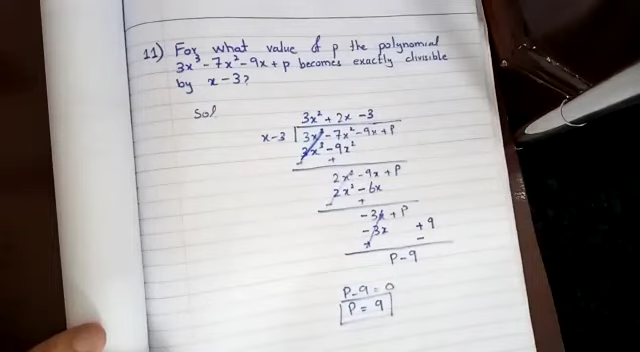 11) For what value of p the polynomial
3x³ - 7x² - 9x + p becomes exactly divisible
by x - 3?
Sol
3x² + 2x - 3
x - 3 3x³ - 7x² - 9x + p
3x³ - 9x²
- +
2x² - 9x + p
2x² - 6x
- +
- 3x + p
- 3x + 9
+ -
p - 9
p - 9 = 0
p = 9